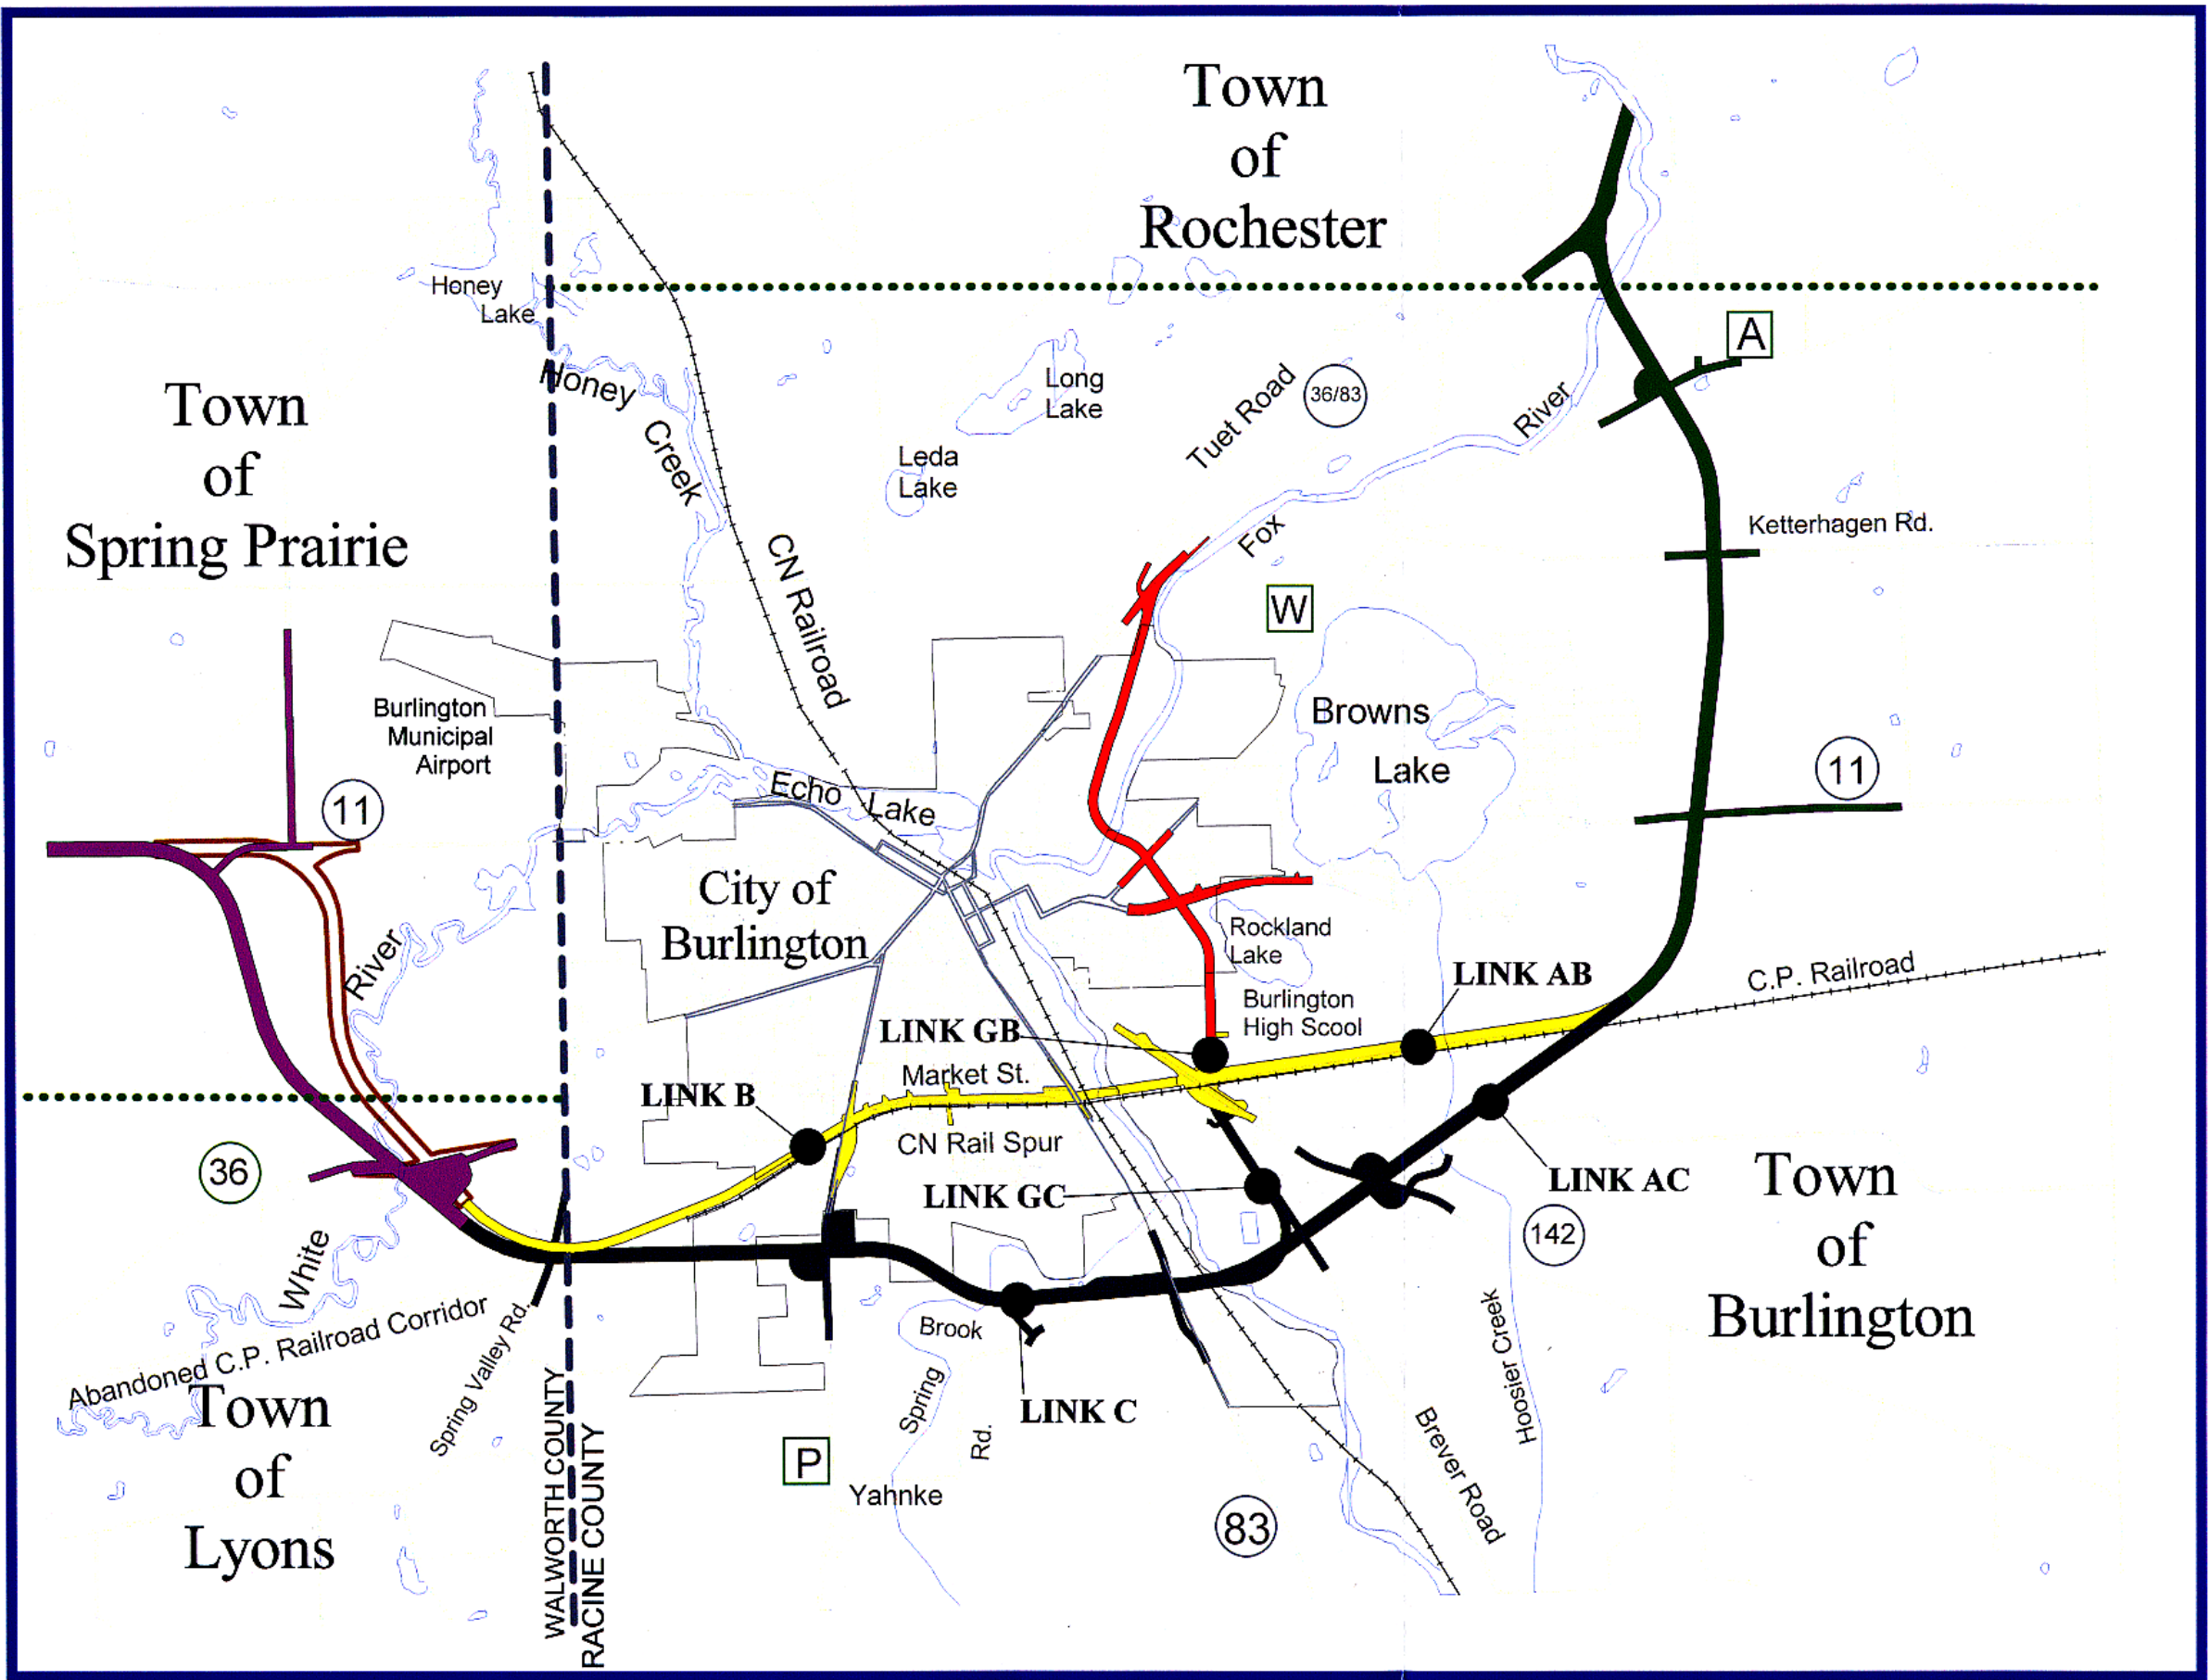 Town
of
Rochester
Honey
Lake
A
Honey
Creek
Long
Lake
Tuet Road
36/83
River
Town
of
Spring Prairie
Leda
Lake
Ketterhagen Rd.
Fox
CN Railroad
W
Burlington
Municipal
Airport
Browns
Lake
11
11
Echo Lake
City of
Burlington
Rockland
Lake
River
LINK AB
C.P. Railroad
Burlington
High Scool
LINK GB
Market St.
LINK B
CN Rail Spur
36
LINK GC
LINK AC
142
Town
of
Burlington
White
Abandoned C.P. Railroad Corridor
Spring Valley Rd.
Brook
Spring
Hoosier Creek
Town
of
Lyons
LINK C
Rd.
Brever Road
P
Yahnke
83
WALWORTH COUNTY
RACINE COUNTY